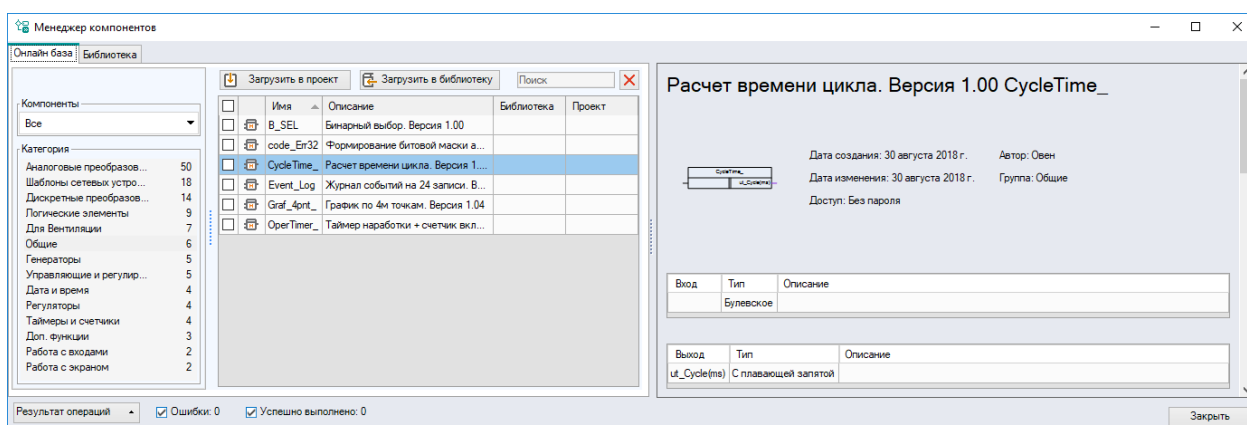 Менеджер компонентов
Онлайн база
Библиотека
Компоненты
Все
Категория
Аналоговые преобразов... 50
Шаблоны сетевых устро... 18
Дискретные преобразов... 14
Логические элементы 9
Для Вентиляции 7
Общие 6
Генераторы 5
Управляющие и регулир... 5
Дата и время 4
Регуляторы 4
Таймеры и счетчики 4
Доп. функции 3
Работа с входами 2
Работа с экраном 2
Загрузить в проект
Загрузить в библиотеку
Поиск
Имя Описание Библиотека Проект
B_SEL Бинарный выбор. Версия 1.00
code_Err32 Формирование битовой маски а...
CycleTime_ Расчет времени цикла. Версия 1....
Event_Log Журнал событий на 24 записи. В...
Graf_4pnt_ График по 4м точкам. Версия 1.04
OperTimer_ Таймер наработки + счетчик вкл...
Расчет времени цикла. Версия 1.00 CycleTime_
CycleTime_
ut_Cycle(ms)
Дата создания: 30 августа 2018 г. Автор: Овен
Дата изменения: 30 августа 2018 г. Группа: Общие
Доступ: Без пароля
Вход Тип Описание
Булевское
Выход Тип Описание
ut_Cycle(ms) С плавающей запятой
Результат операций
Ошибки: 0
Успешно выполнено: 0
Закрыть